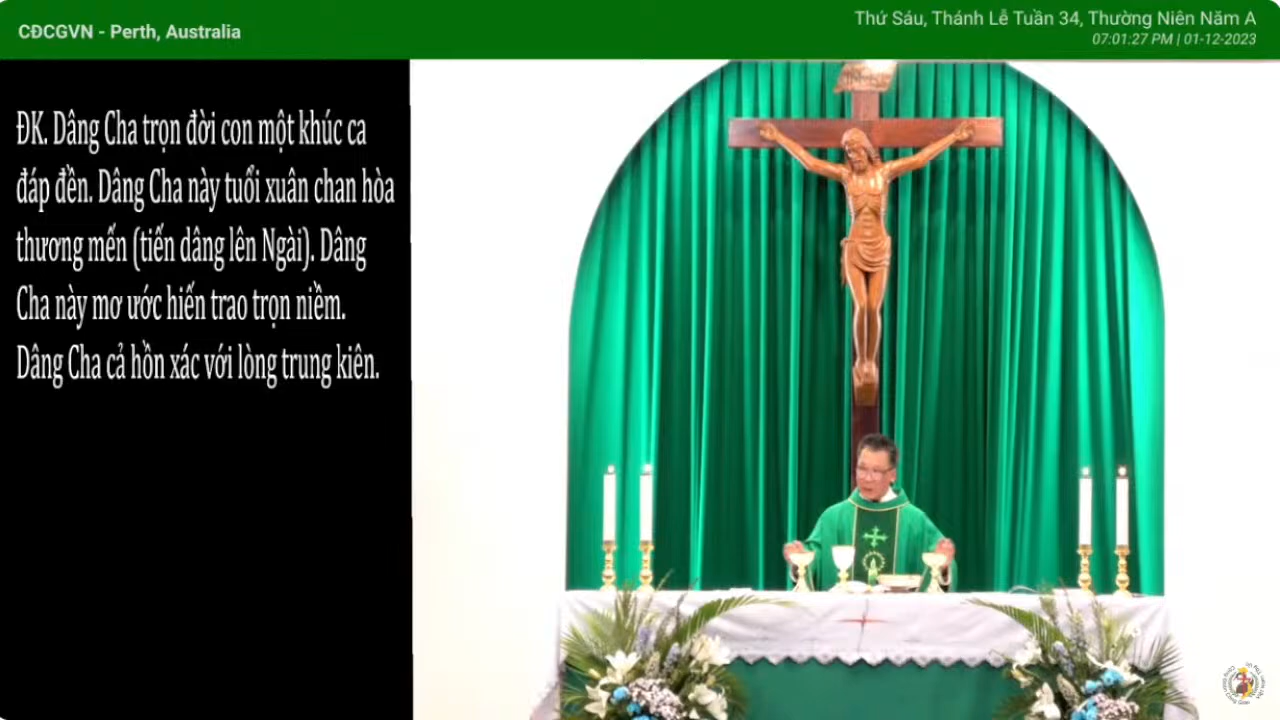 CĐCGVN - Perth, Australia
Thứ Sáu, Thánh Lễ Tuần 34, Thường Niên Năm A
07:01:27 PM | 01-12-2023
ĐK. Dâng Cha trọn đời con một khúc ca
đáp đền. Dâng Cha này tuổi xuân chan hòa
thương mến (tiến dâng lên Ngài). Dâng
Cha này mơ ước hiến trao trọn niềm.
Dâng Cha cả hồn xác với lòng trung kiên.